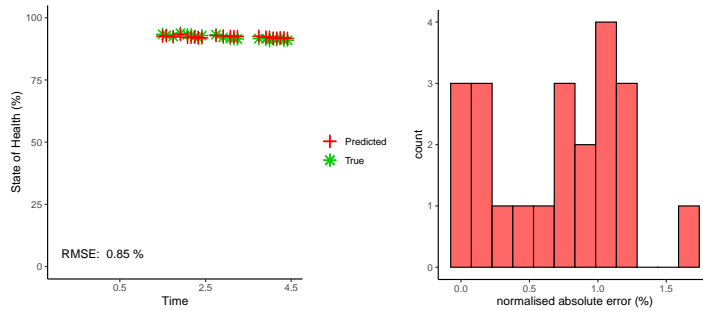 100
75
50
25
0
State of Health (%)
RMSE: 0.85 %
0.5
2.5
4.5
Time
Predicted
True
4
3
2
1
0
count
0.0
0.5
1.0
1.5
normalised absolute error (%)